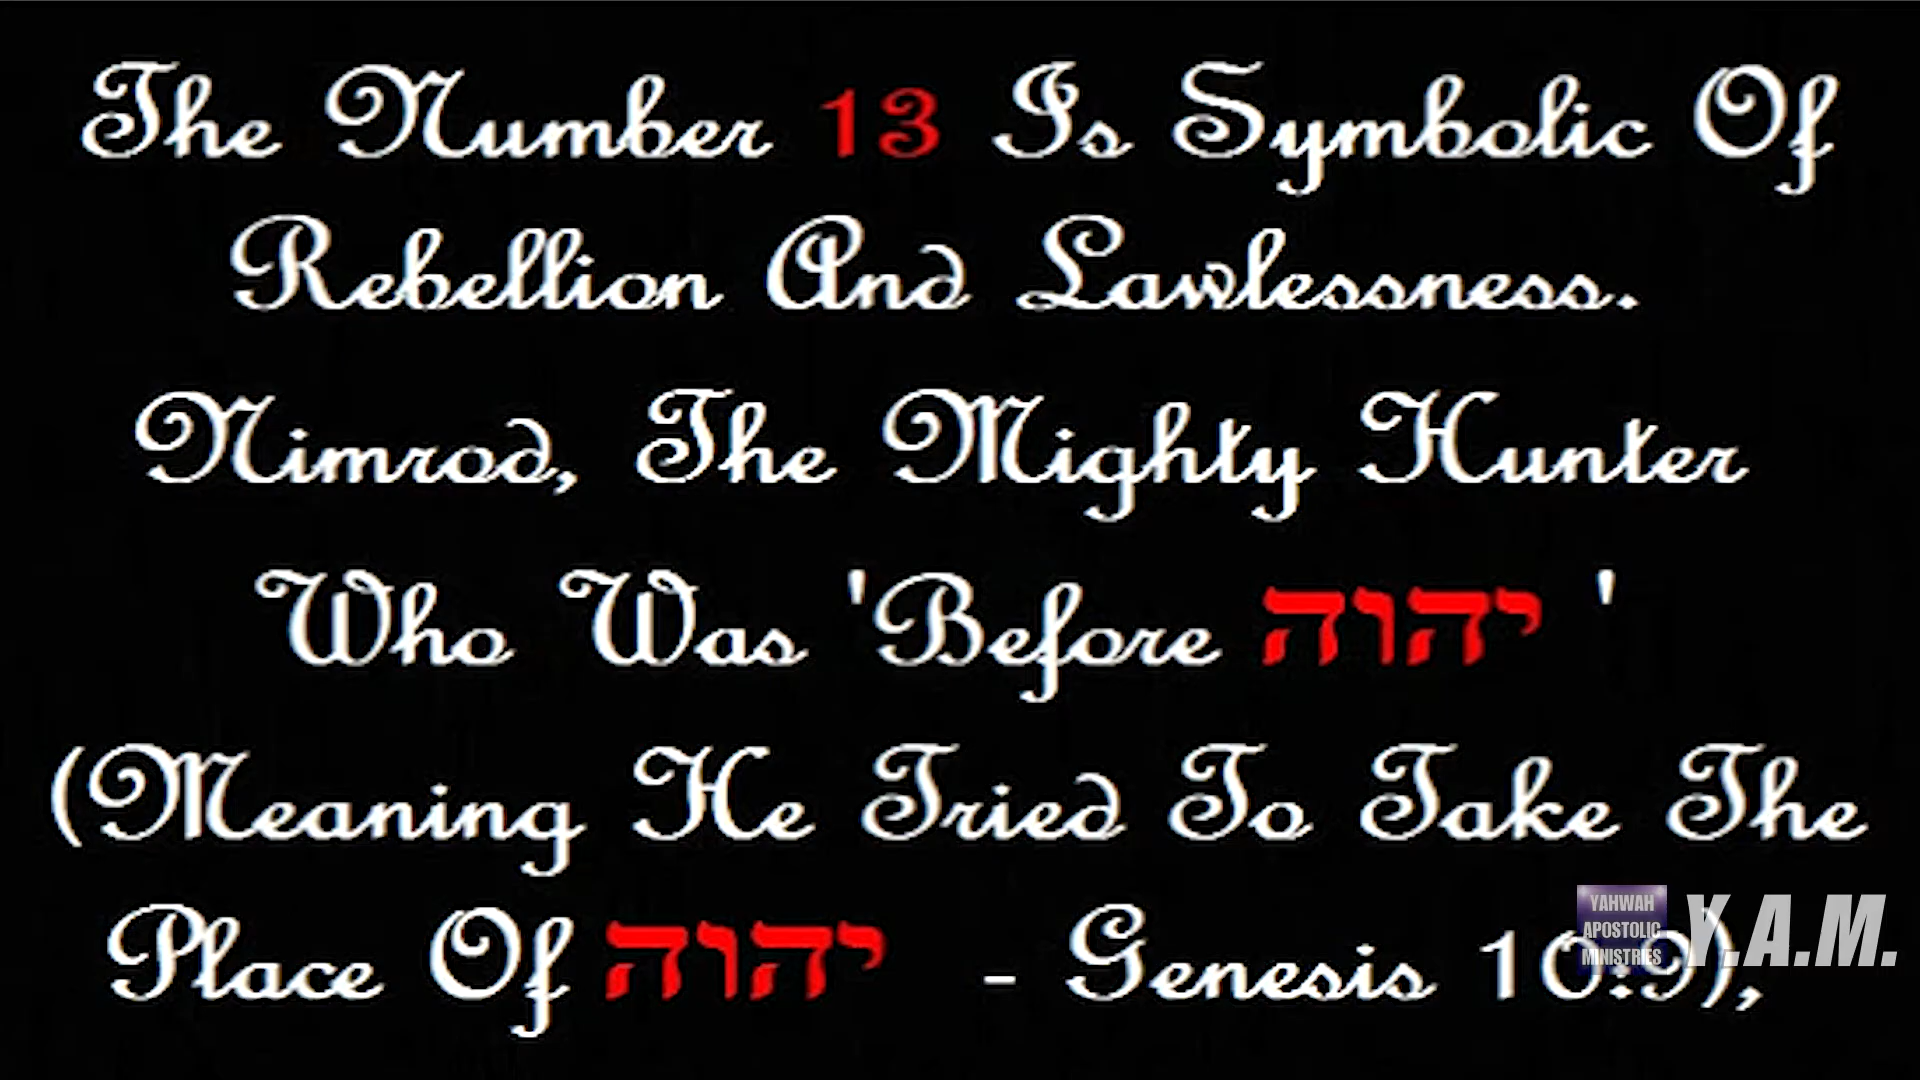 The Number 13 Is Symbolic Of
Rebellion And Lawlessness.
Nimrod, The Mighty Hunter
Who Was 'Before יהוה '
(Meaning He Tried To Take The
Place Of יהוה - Genesis 10:9),
YAHWAH
APOSTOLIC
MINISTRIES
Y.A.M.